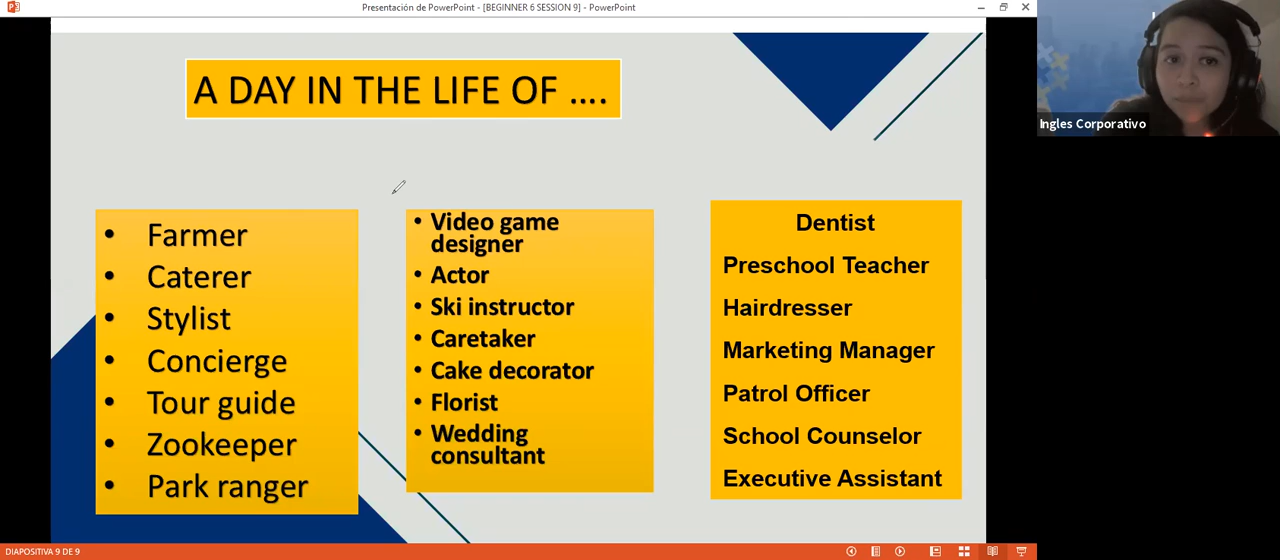 Presentación de PowerPoint - [BEGINNER 6 SESSION 9] - PowerPoint
A DAY IN THE LIFE OF ....
• Farmer
• Caterer
• Stylist
• Concierge
• Tour guide
• Zookeeper
• Park ranger
• Video game
designer
• Actor
• Ski instructor
• Caretaker
• Cake decorator
• Florist
• Wedding
consultant
Dentist
Preschool Teacher
Hairdresser
Marketing Manager
Patrol Officer
School Counselor
Executive Assistant
Ingles Corporativo
DIAPOSITIVA 9 DE 9